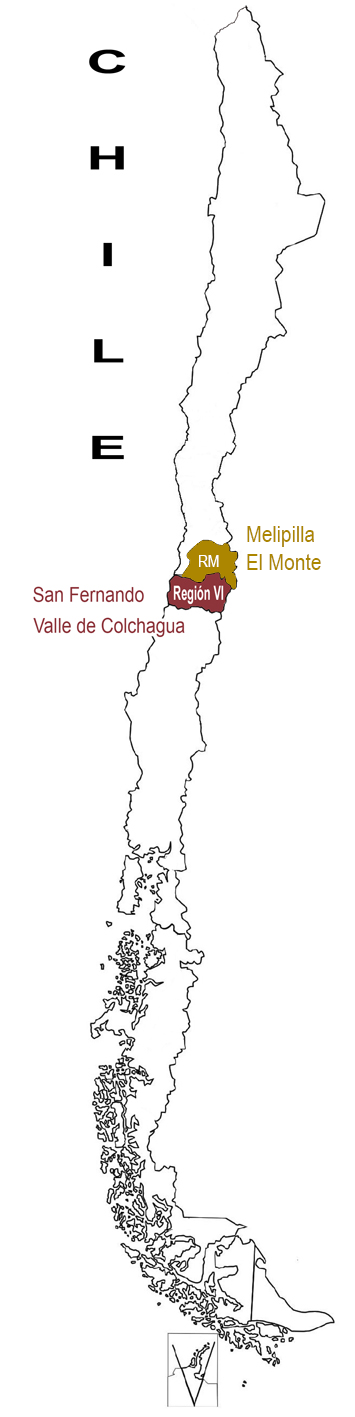 C
H
I
L
E
Melipilla
El Monte
RM
Región VI
San Fernando
Valle de Colchagua